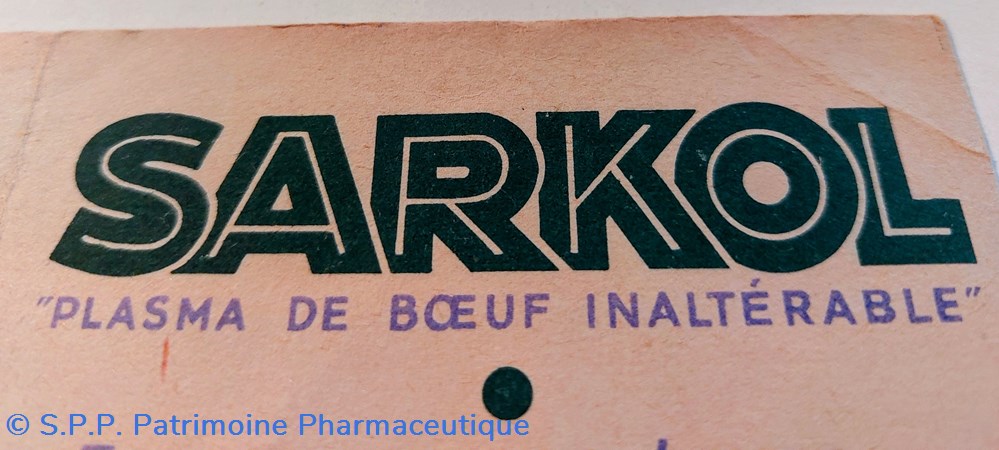 SARKOL
"PLASMA DE BŒUF INALTÉRABLE"
© S.P.P. Patrimoine Pharmaceutique